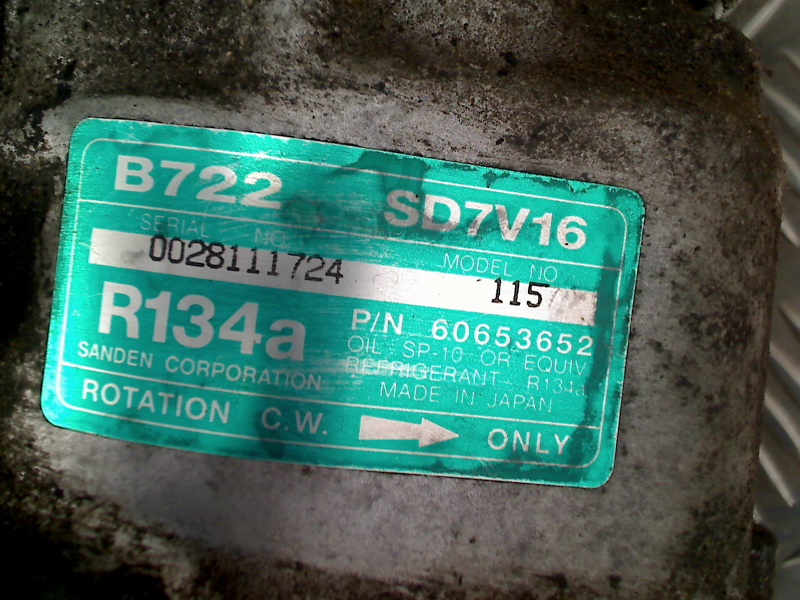 B722 SD7V16
SERIAL NO. MODEL NO
0028111724 115
R134a P/N 60653652
OIL SP-10 OR EQUIV
SANDEN CORPORATION REFRIGERANT R134a
MADE IN JAPAN
ROTATION C.W. ONLY